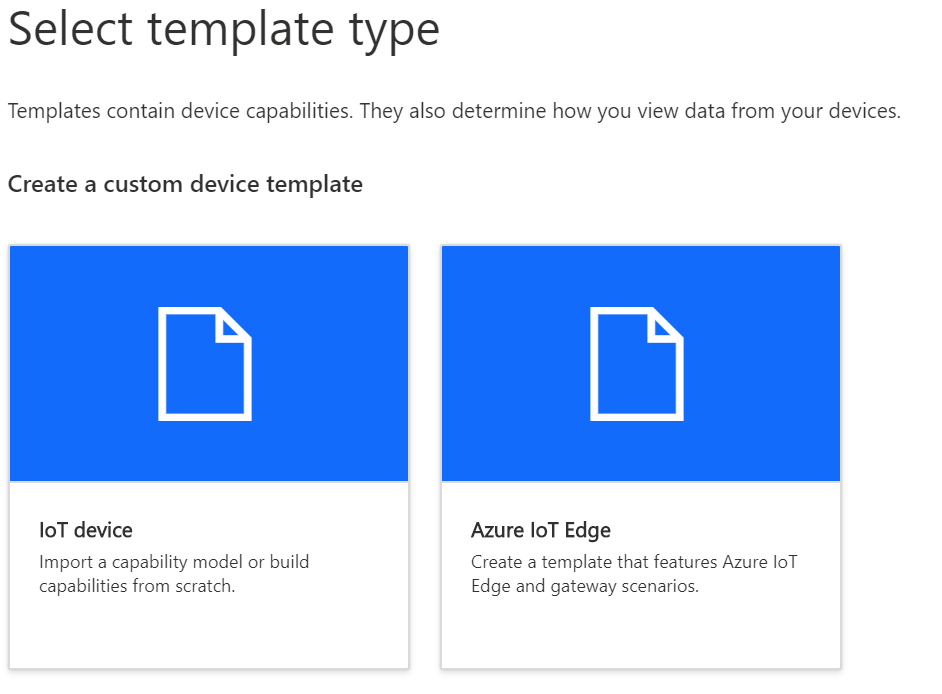 Select template type
Templates contain device capabilities. They also determine how you view data from your devices.
Create a custom device template
IoT device
Import a capability model or build
capabilities from scratch.
Azure IoT Edge
Create a template that features Azure IoT
Edge and gateway scenarios.